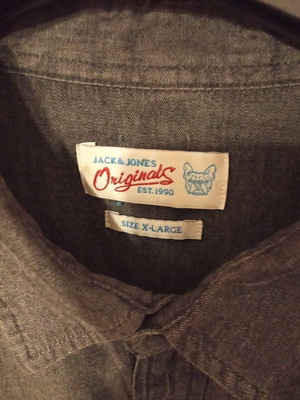 JACK & JONES
Originals
EST. 1990
SIZE X-LARGE